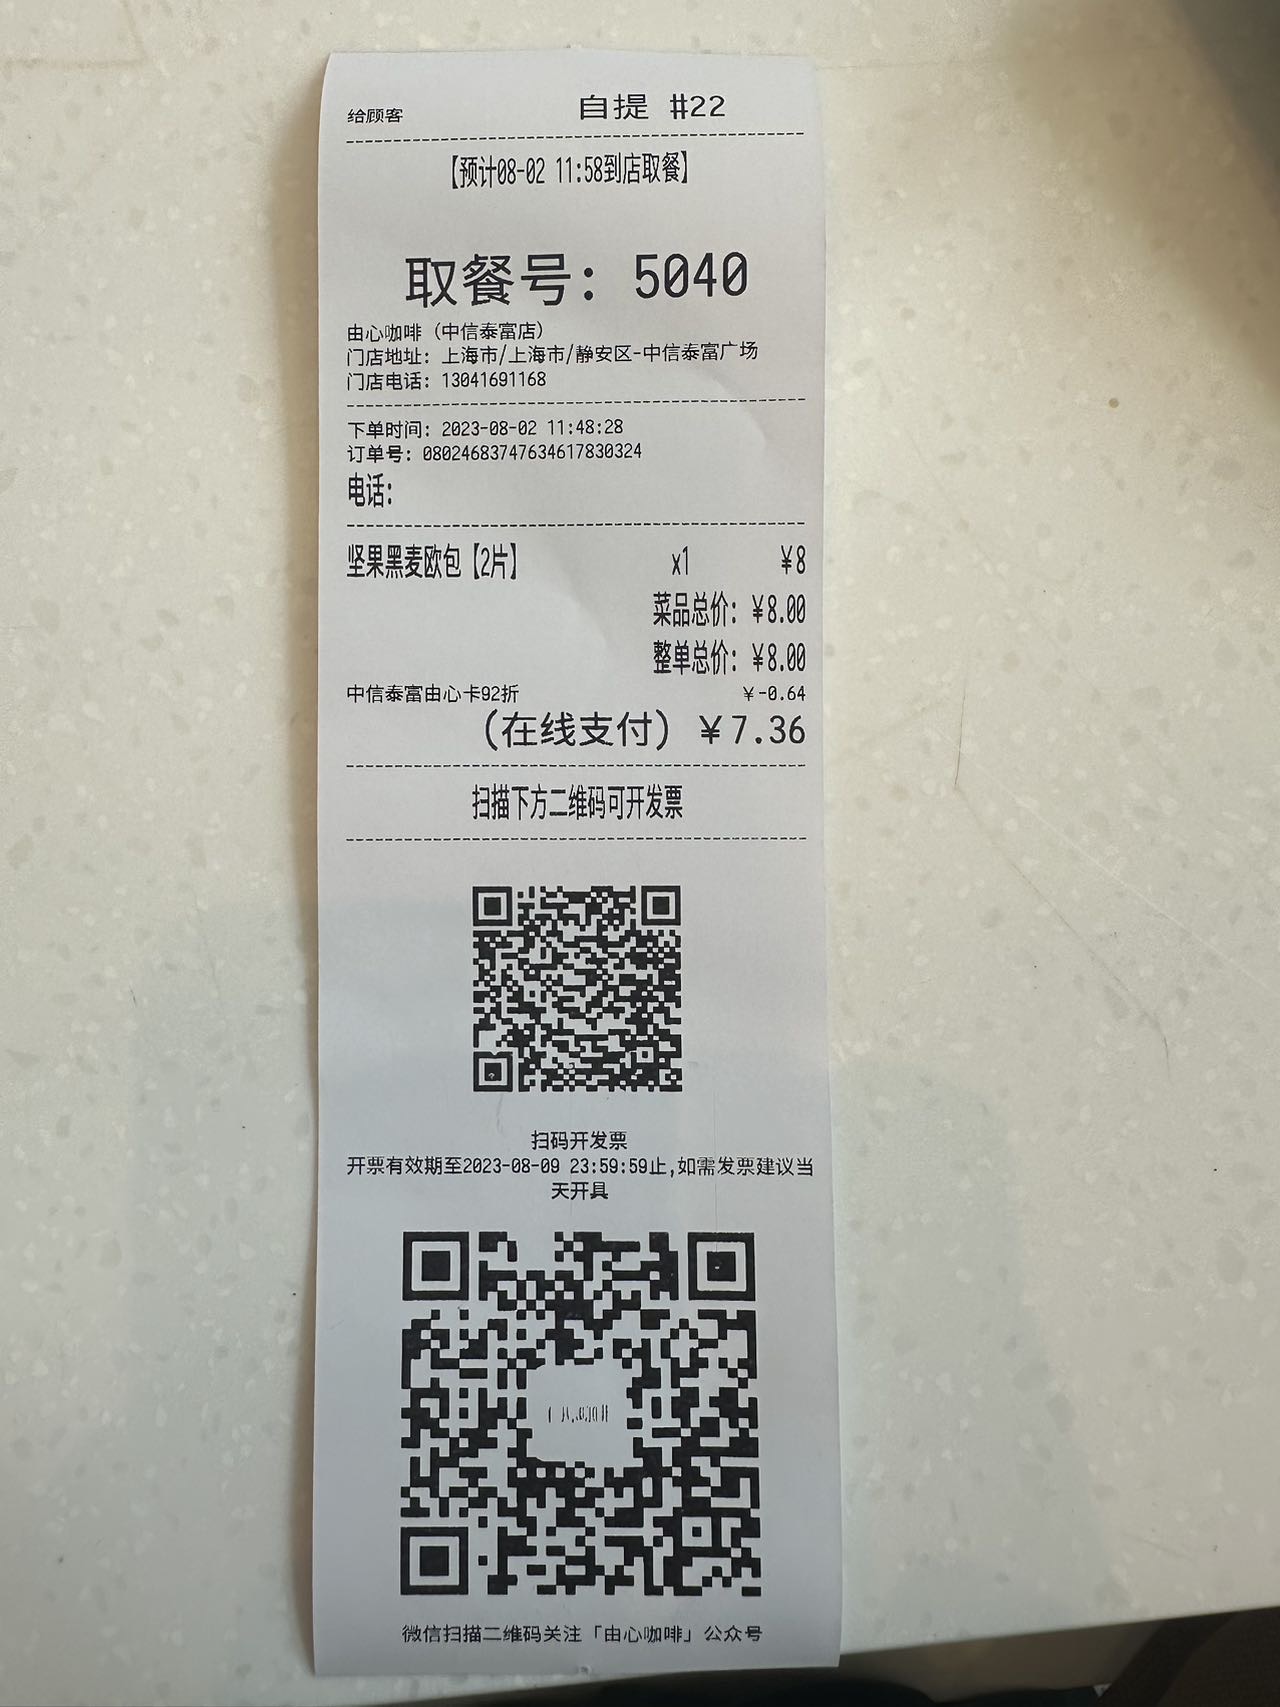 给顾客 自提 #22
【预计08-02 11:58到店取餐】
取餐号: 5040
由心咖啡 (中信泰富店)
门店地址: 上海市/上海市/静安区-中信泰富广场
门店电话: 13041691168
下单时间: 2023-08-02 11:48:28
订单号: 08024683747634617830324
电话:
坚果黑麦欧包【2片】 x1 ¥8
菜品总价: ¥8.00
整单总价: ¥8.00
中信泰富由心卡92折 ¥-0.64
(在线支付) ¥7.36
扫描下方二维码可开发票
扫码开发票
开票有效期至2023-08-09 23:59:59止,如需发票建议当
天开具
微信扫描二维码关注「由心咖啡」公众号